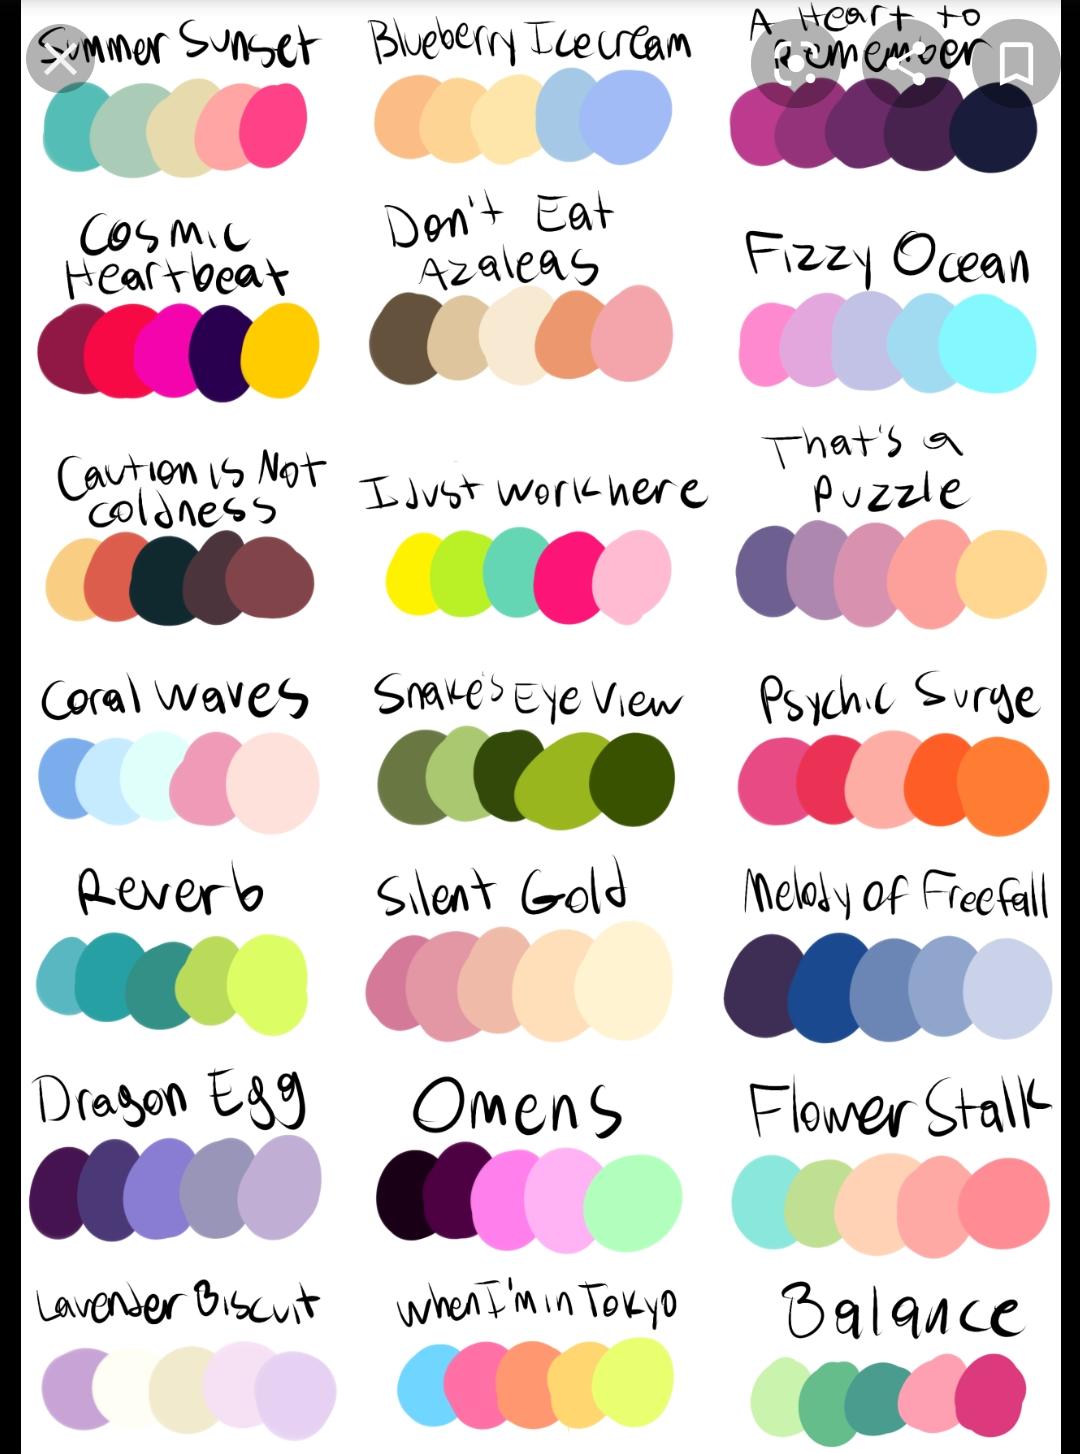 Summer Sunset
Blueberry Icecream
A Heart to
Remember
Cosmic
Heartbeat
Don't Eat
Azaleas
Fizzy Ocean
Caution is Not
coldness
I Just work here
That's a
Puzzle
Coral waves
Snake's Eye View
Psychic Surge
Reverb
Silent Gold
Melody of Freefall
Dragon Egg
Omens
Flower Stalk
Lavender Biscuit
when I'm in Tokyo
Balance